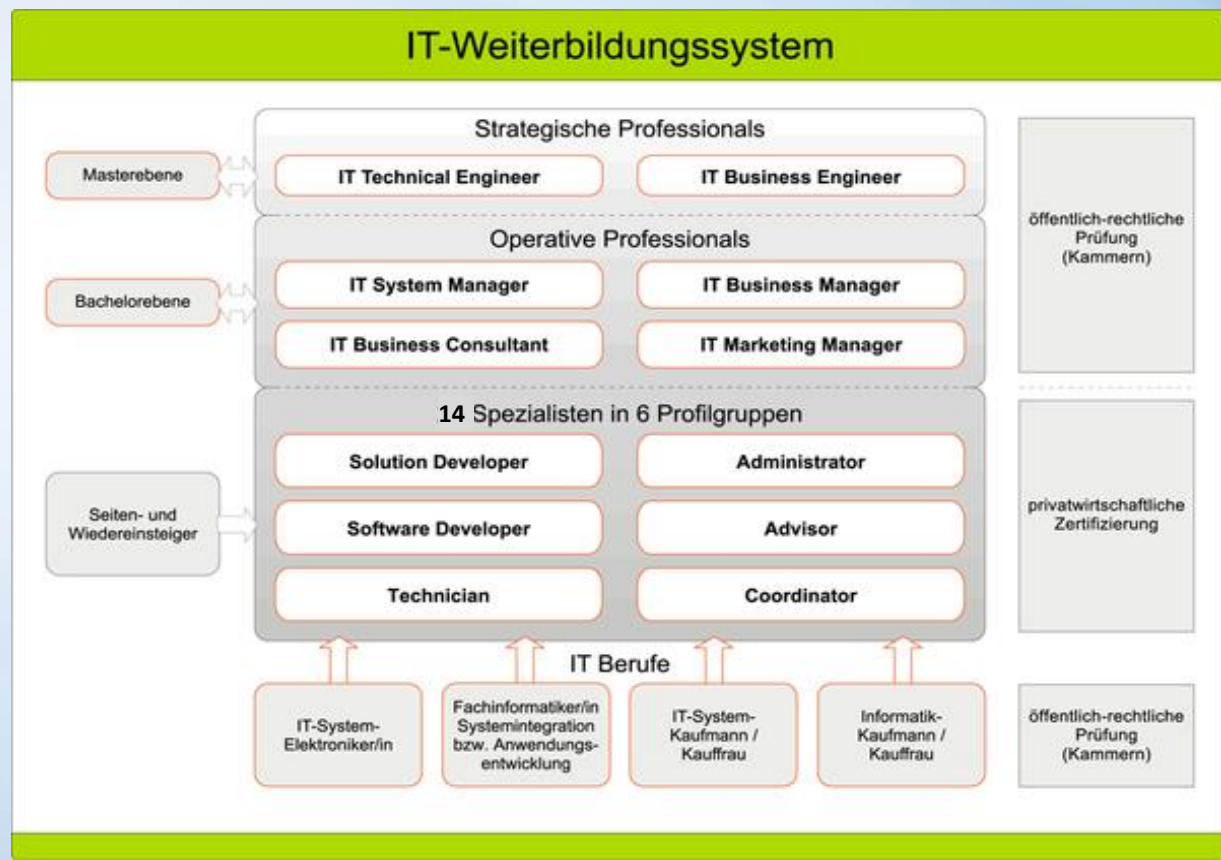 IT-Weiterbildungssystem
Strategische Professionals
Masterebene
IT Technical Engineer
IT Business Engineer
öffentlich-rechtliche
Prüfung
(Kammern)
Operative Professionals
Bachelorebene
IT System Manager
IT Business Manager
IT Business Consultant
IT Marketing Manager
14 Spezialisten in 6 Profilgruppen
Solution Developer
Administrator
Seiten- und
Wiedereinsteiger
Software Developer
Advisor
privatwirtschaftliche
Zertifizierung
Technician
Coordinator
IT Berufe
IT-System-
Elektroniker/in
Fachinformatiker/in
Systemintegration
bzw. Anwendungs-
entwicklung
IT-System-
Kaufmann /
Kauffrau
Informatik-
Kaufmann /
Kauffrau
öffentlich-rechtliche
Prüfung
(Kammern)